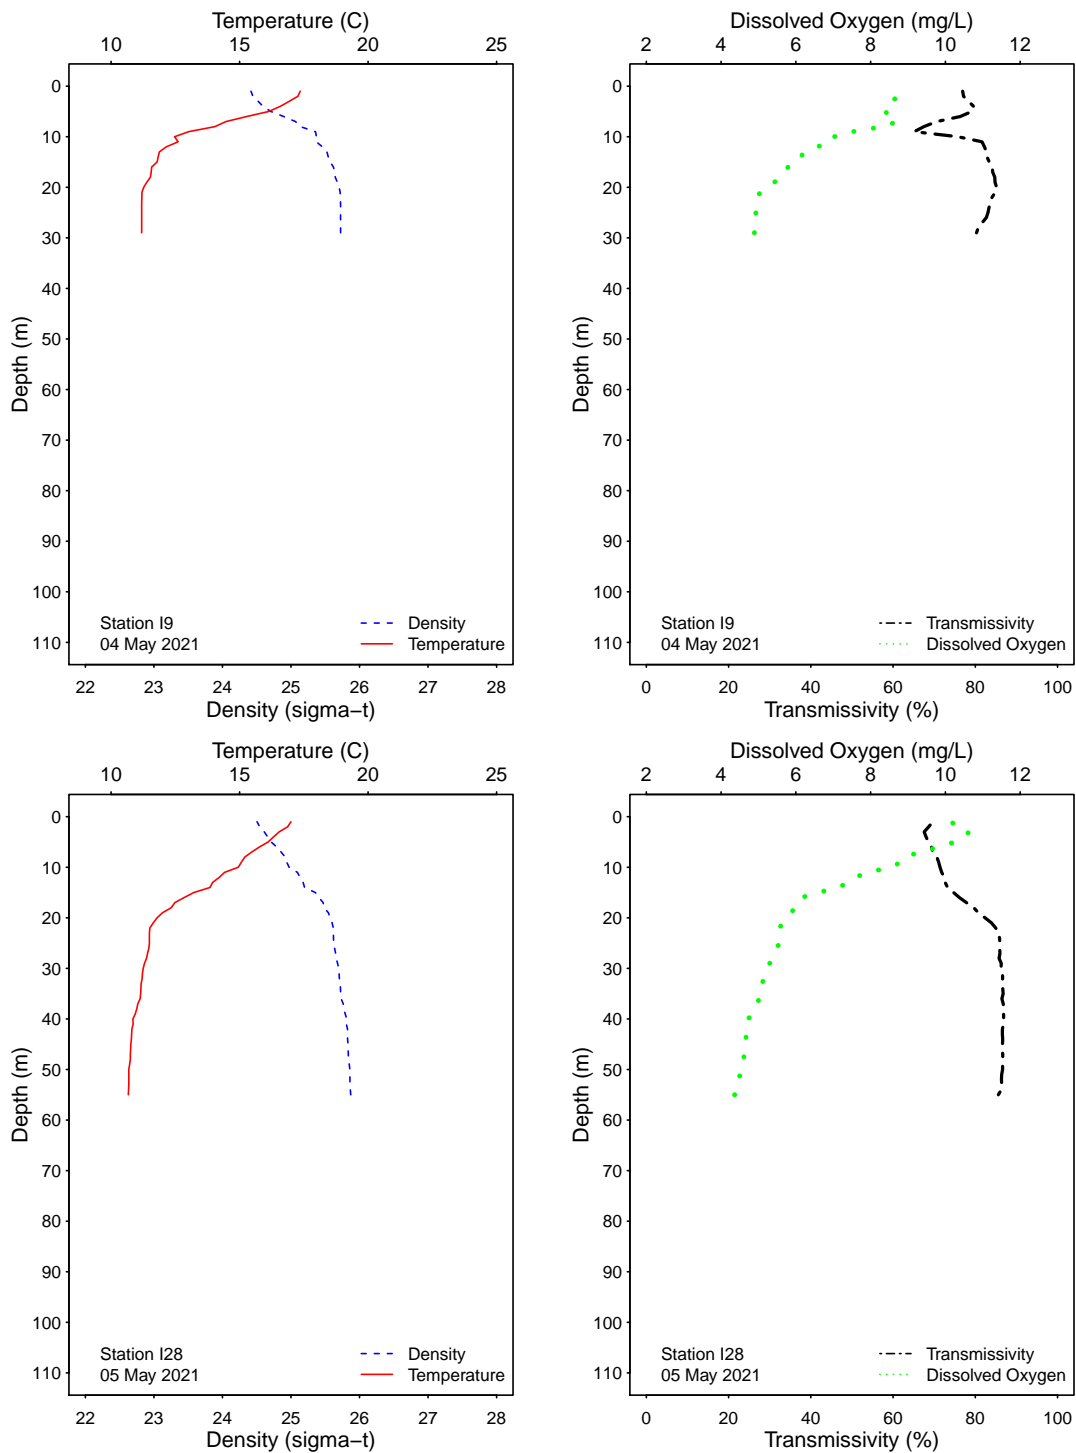 Temperature (C)
10 15 20 25
0
10
20
30
40
50
60
70
80
90
100
110
Depth (m)
Station I9
04 May 2021
Density
Temperature
22 23 24 25 26 27 28
Density (sigma−t)
Dissolved Oxygen (mg/L)
2 4 6 8 10 12
0
10
20
30
40
50
60
70
80
90
100
110
Depth (m)
Station I9
04 May 2021
Transmissivity
Dissolved Oxygen
0 20 40 60 80 100
Transmissivity (%)
Temperature (C)
10 15 20 25
0
10
20
30
40
50
60
70
80
90
100
110
Depth (m)
Station I28
05 May 2021
Density
Temperature
22 23 24 25 26 27 28
Density (sigma−t)
Dissolved Oxygen (mg/L)
2 4 6 8 10 12
0
10
20
30
40
50
60
70
80
90
100
110
Depth (m)
Station I28
05 May 2021
Transmissivity
Dissolved Oxygen
0 20 40 60 80 100
Transmissivity (%)